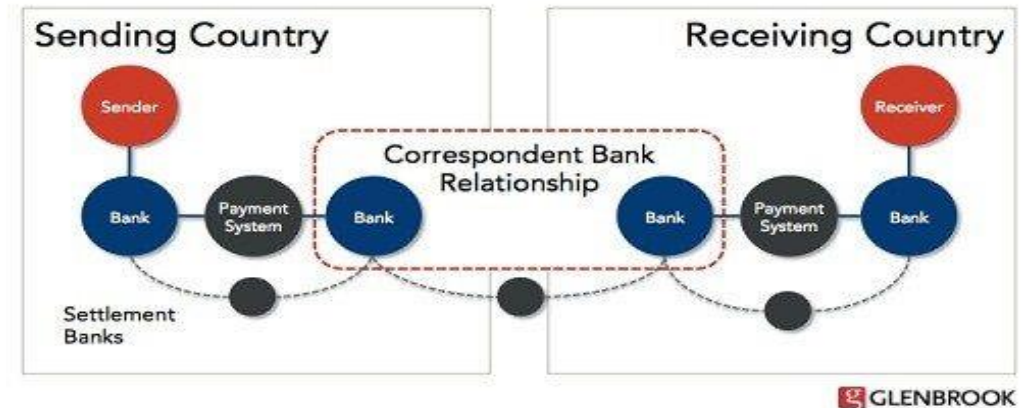 Sending Country
Receiving Country
Sender
Receiver
Correspondent Bank
Relationship
Bank
Payment
System
Bank
Bank
Payment
System
Bank
Settlement
Banks
g GLENBROOK